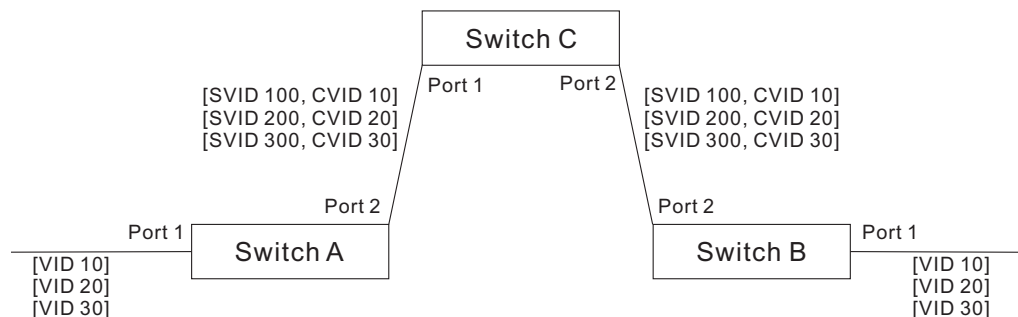 Switch C
Port 1
Port 2
[SVID 100, CVID 10]
[SVID 200, CVID 20]
[SVID 300, CVID 30]
[SVID 100, CVID 10]
[SVID 200, CVID 20]
[SVID 300, CVID 30]
Port 2
Port 2
Port 1
Switch A
Switch B
Port 1
[VID 10]
[VID 20]
[VID 30]
[VID 10]
[VID 20]
[VID 30]